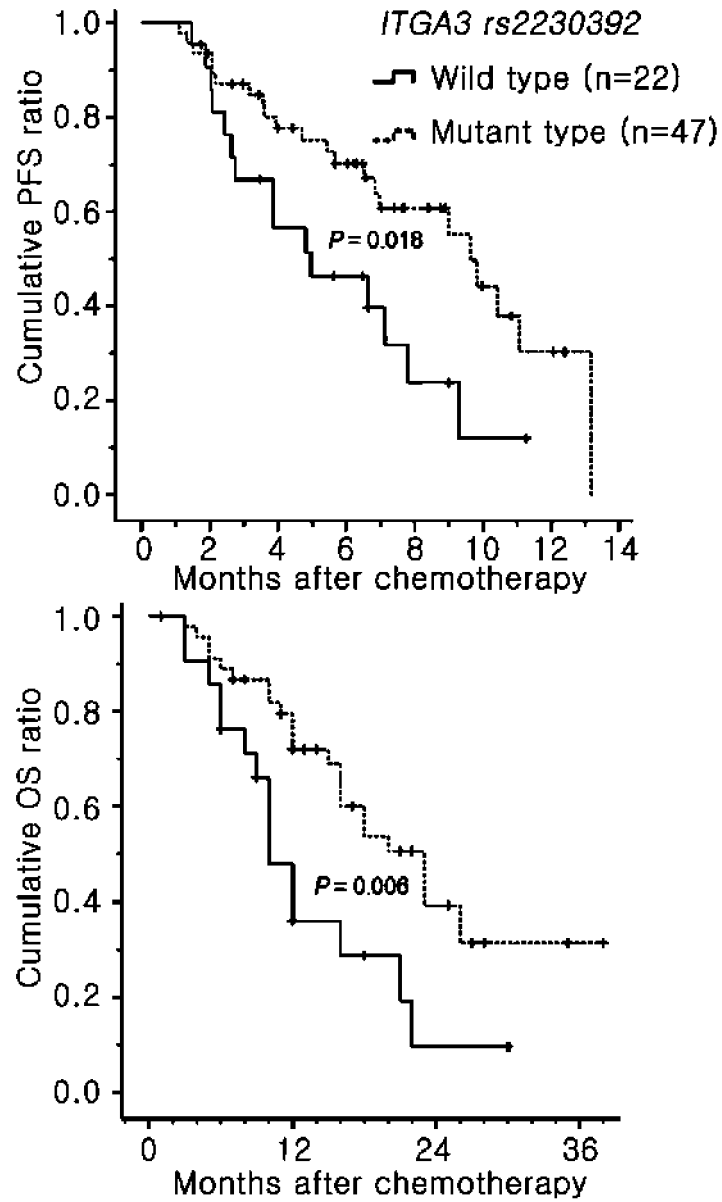 ITGA3 rs2230392
Wild type (n=22)
Mutant type (n=47)
Cumulative PFS ratio
1.0
0.8
0.6
0.4
0.2
0.0
P=0.018
0 2 4 6 8 10 12 14
Months after chemotherapy
Cumulative OS ratio
1.0
0.8
0.6
0.4
0.2
0.0
P=0.006
0 12 24 36
Months after chemotherapy